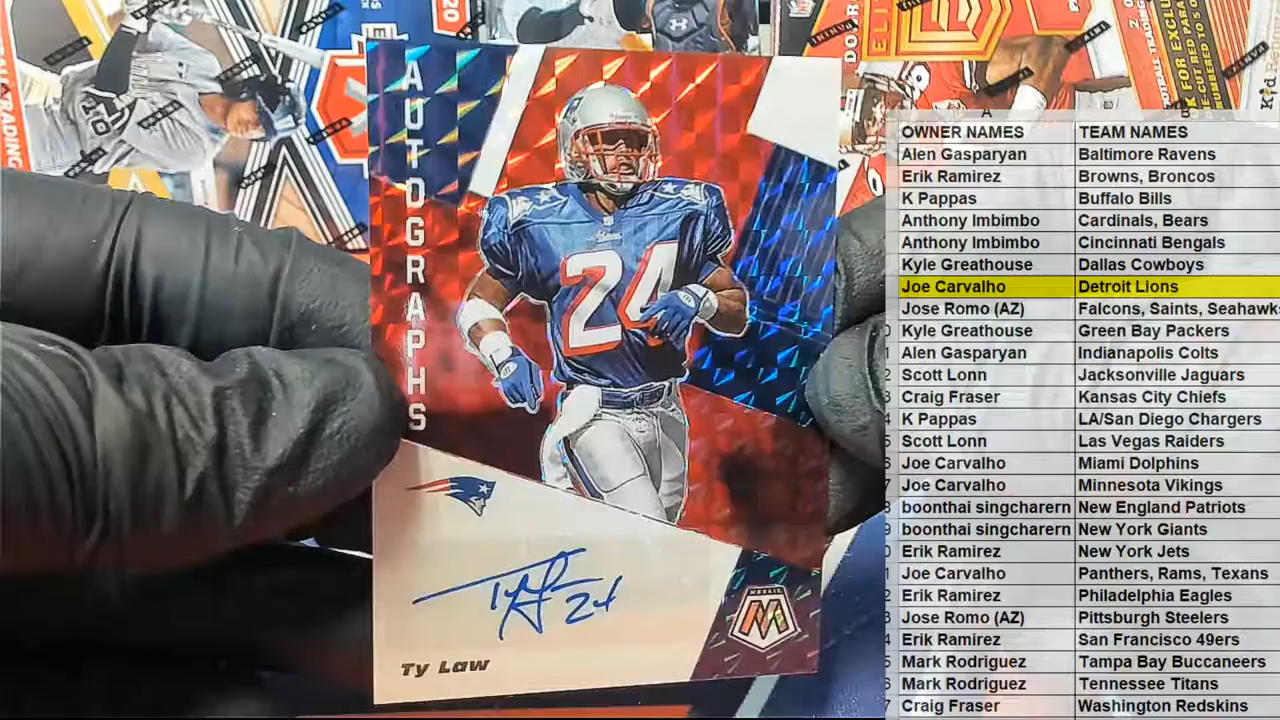 AUTOGRAPHS
24
TY LAW
MOSAIC
M
A
OWNER NAMES TEAM NAMES
Alen Gasparyan Baltimore Ravens
Erik Ramirez Browns, Broncos
K Pappas Buffalo Bills
Anthony Imbimbo Cardinals, Bears
Anthony Imbimbo Cincinnati Bengals
Kyle Greathouse Dallas Cowboys
Joe Carvalho Detroit Lions
Jose Romo (AZ) Falcons, Saints, Seahawks
Kyle Greathouse Green Bay Packers
Alen Gasparyan Indianapolis Colts
Scott Lonn Jacksonville Jaguars
Craig Fraser Kansas City Chiefs
K Pappas LA/San Diego Chargers
Scott Lonn Las Vegas Raiders
Joe Carvalho Miami Dolphins
Joe Carvalho Minnesota Vikings
boonthai singcharern New England Patriots
boonthai singcharern New York Giants
Erik Ramirez New York Jets
Joe Carvalho Panthers, Rams, Texans
Erik Ramirez Philadelphia Eagles
Jose Romo (AZ) Pittsburgh Steelers
Erik Ramirez San Francisco 49ers
Mark Rodriguez Tampa Bay Buccaneers
Mark Rodriguez Tennessee Titans
Craig Fraser Washington Redskins